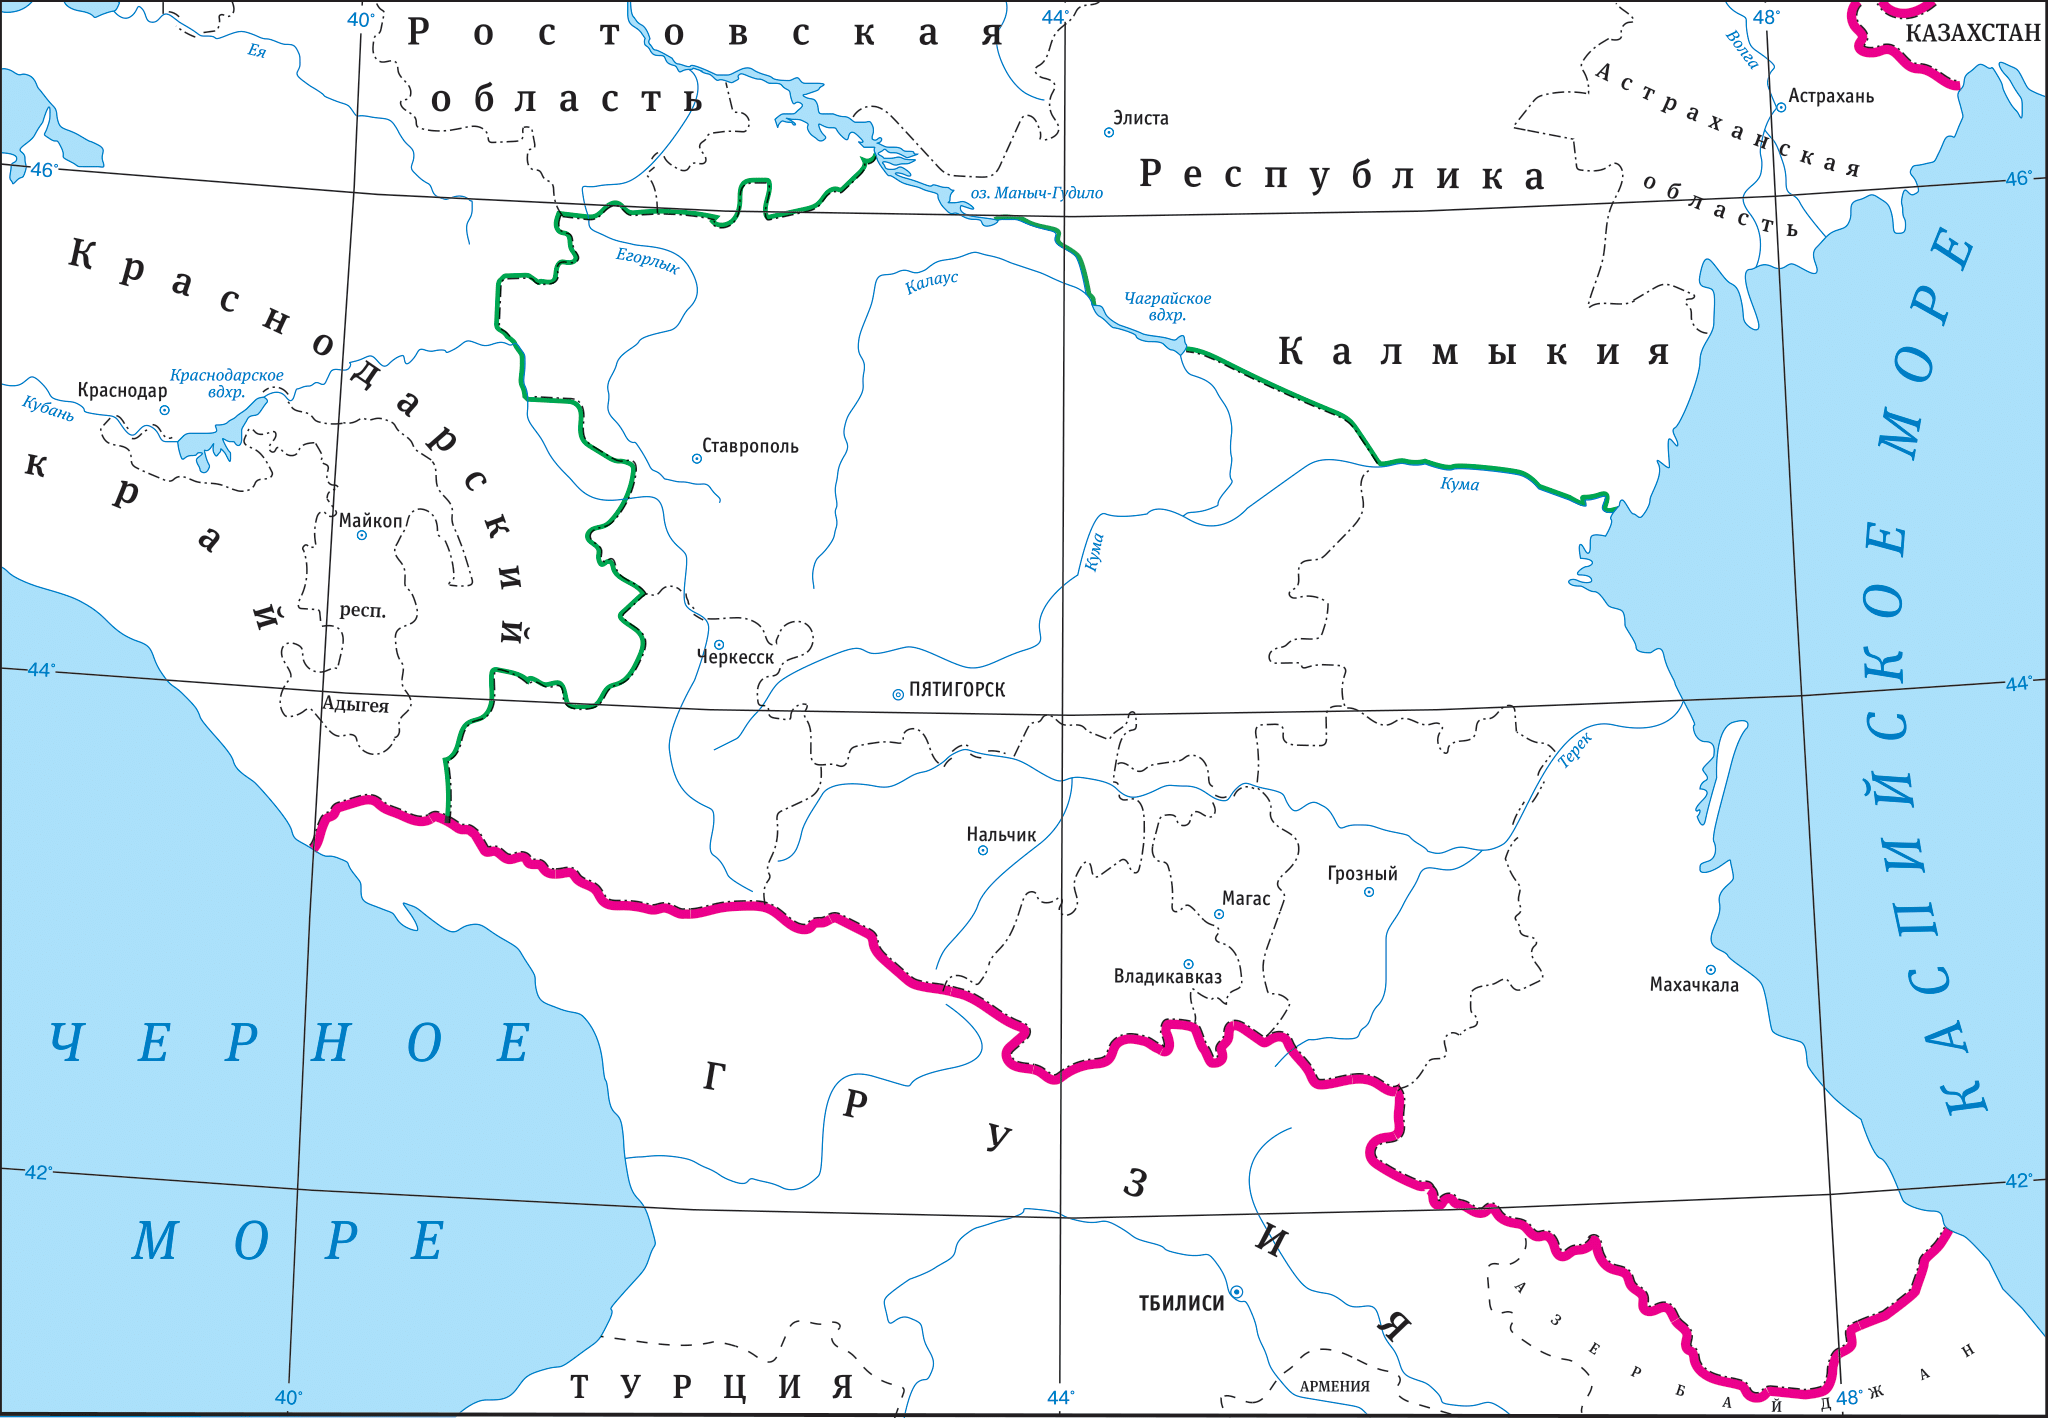 40°
44°
48°
Ростовская
область
КАЗАХСТАН
Ея
Волга
Астрахань
Астраханская
область
Элиста
Республика
Калмыкия
46°
46°
оз. Маныч-Гудило
Краснодарский
край
Егорлык
Калаус
Чаграйское
вдхр.
Краснодарское
вдхр.
Краснодар
Кубань
Ставрополь
Кума
Кума
Майкоп
респ.
Адыгея
Черкесск
ПЯТИГОРСК
44°
44°
Терек
Нальчик
Магас
Грозный
Владикавказ
Махачкала
КАСПИЙСКОЕ МОРЕ
ЧЕРНОЕ
МОРЕ
ГРУЗИЯ
42°
42°
ТБИЛИСИ
ТУРЦИЯ
АРМЕНИЯ
АЗЕРБАЙДЖАН
40°
44°
48°